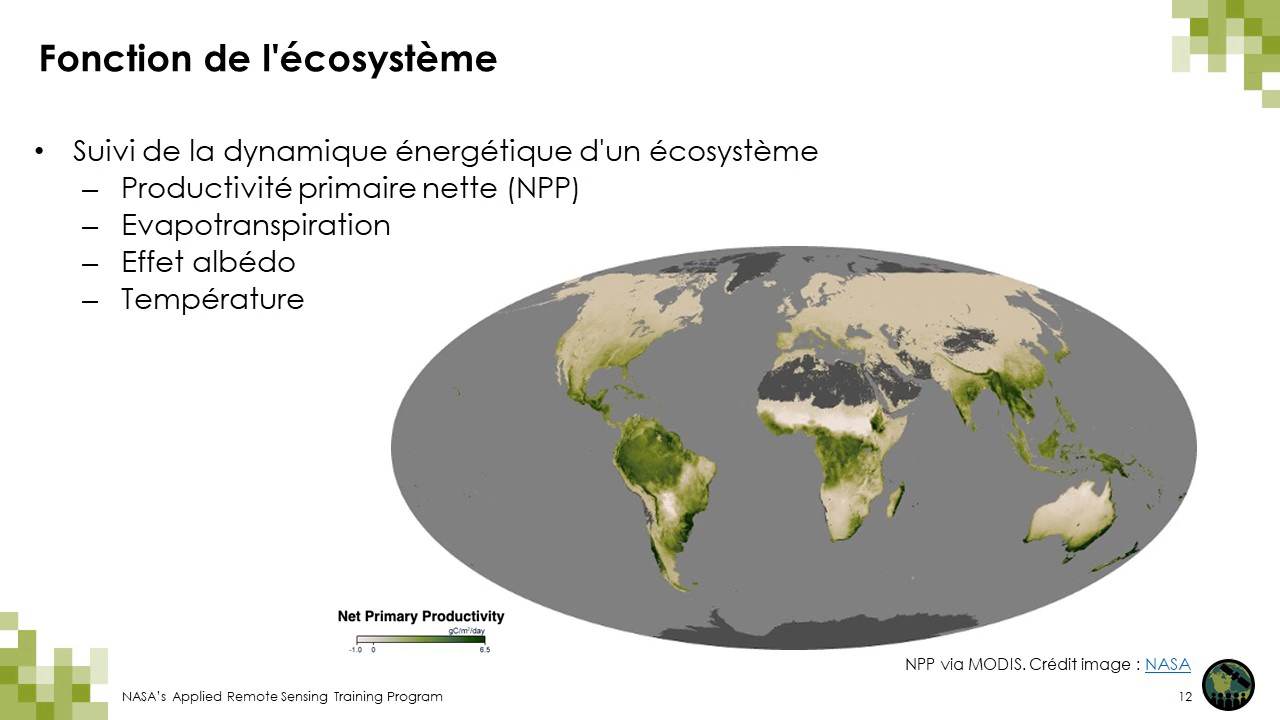 Fonction de l'écosystème
• Suivi de la dynamique énergétique d'un écosystème
– Productivité primaire nette (NPP)
– Evapotranspiration
– Effet albédo
– Température
Net Primary Productivity
gC/m²/day
-1.0 0 6.5
NPP via MODIS. Crédit image : NASA
NASA's Applied Remote Sensing Training Program
12